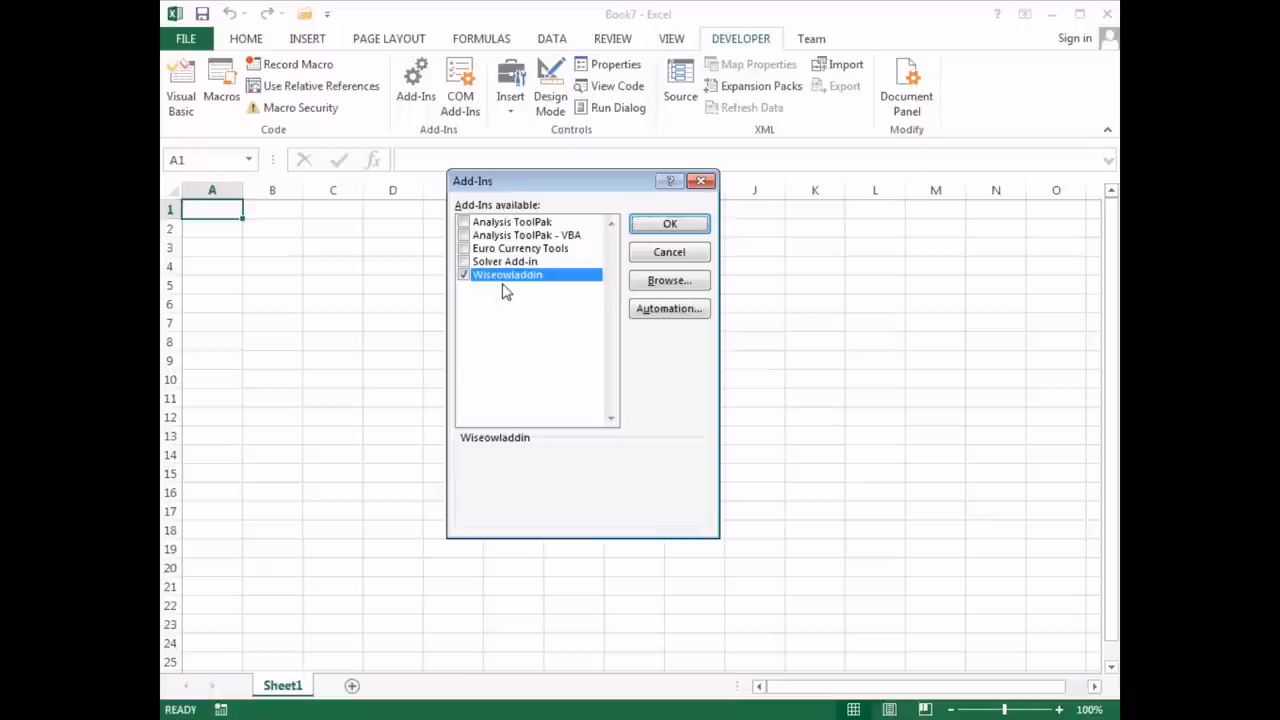 Book7 - Excel
?
FILE HOME INSERT PAGE LAYOUT FORMULAS DATA REVIEW VIEW DEVELOPER Team Sign in
Visual Basic
Macros
Record Macro
Use Relative References
Macro Security
Code
Add-Ins
COM Add-Ins
Add-Ins
Insert
Design Mode
Properties
View Code
Run Dialog
Controls
Source
Map Properties
Expansion Packs
Refresh Data
Import
Export
XML
Document Panel
Modify
A1
fx
A B C D J K L M N O
1
2
3
4
5
6
7
8
9
10
11
12
13
14
15
16
17
18
19
20
21
22
23
24
25
Add-Ins ?
Add-Ins available:
Analysis ToolPak
Analysis ToolPak - VBA
Euro Currency Tools
Solver Add-in
Wiseowladdin
OK
Cancel
Browse...
Automation...
Wiseowladdin
Sheet1
READY 100%